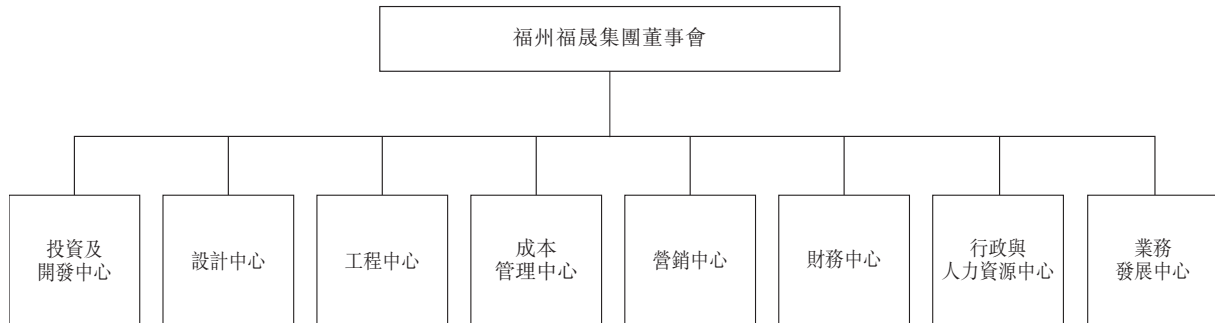 福州福晟集團董事會
投資及
開發中心
設計中心
工程中心
成本
管理中心
營銷中心
財務中心
行政與
人力資源中心
業務
發展中心